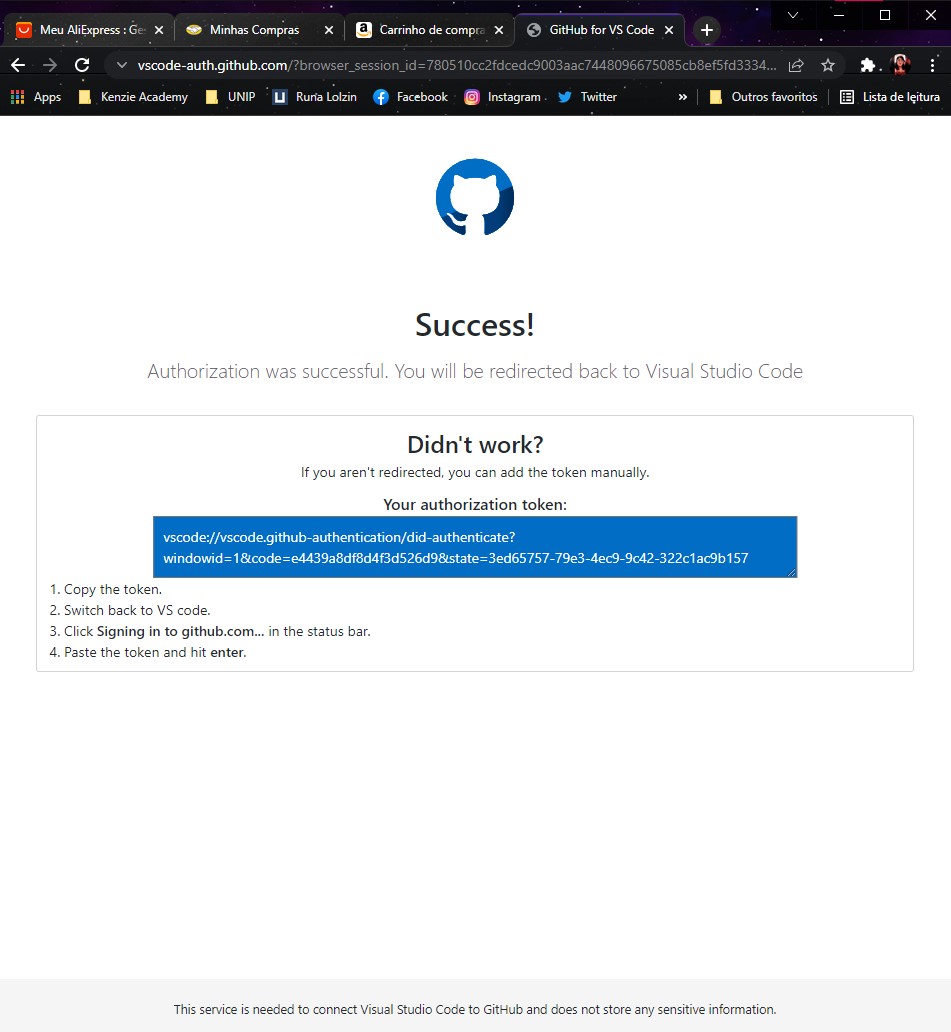 Meu AliExpress : Ge
Minhas Compras
Carrinho de compra
GitHub for VS Code
vscode-auth.github.com/?browser_session_id=780510cc2fdcedc9003aac7448096675085cb8ef5fd3334...
Apps
Kenzie Academy
UNIP
Runa Lolzin
Facebook
Instagram
Twitter
»
Outros favoritos
Lista de leitura
Success!
Authorization was successful. You will be redirected back to Visual Studio Code
Didn't work?
If you aren't redirected, you can add the token manually.
Your authorization token:
vscode://vscode.github-authentication/did-authenticate?
windowid=1&code=e4439a8df8d4f3d526d9&state=3ed65757-79e3-4ec9-9c42-322c1ac9b157
1. Copy the token.
2. Switch back to VS code.
3. Click Signing in to github.com... in the status bar.
4. Paste the token and hit enter.
This service is needed to connect Visual Studio Code to GitHub and does not store any sensitive information.